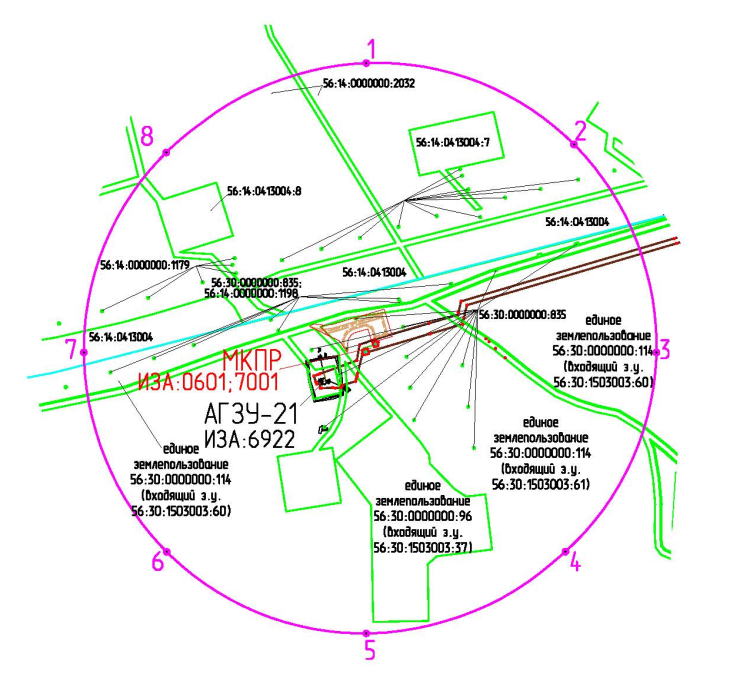 1
56:14:0000000:2032
2
8
56:14:0413004:7
56:14:0413004:8
56:14:0413004
56:14:0000000:1179
56:14:0413004
56:30:0000000:835;
56:14:0000000:1198
56:30:0000000:835
56:14:0413004
7
3
единое
землепользование
56:30:0000000:114
(входящий з.у.
56:30:1503003:60)
МКПР
ИЗА:0601;7001
АГЗУ-21
ИЗА:6922
единое
землепользование
56:30:0000000:114
(входящий з.у.
56:30:1503003:61)
единое
землепользование
56:30:0000000:114
(входящий з.у.
56:30:1503003:60)
единое
землепользование
56:30:0000000:96
(входящий з.у.
56:30:1503003:37)
6
4
5